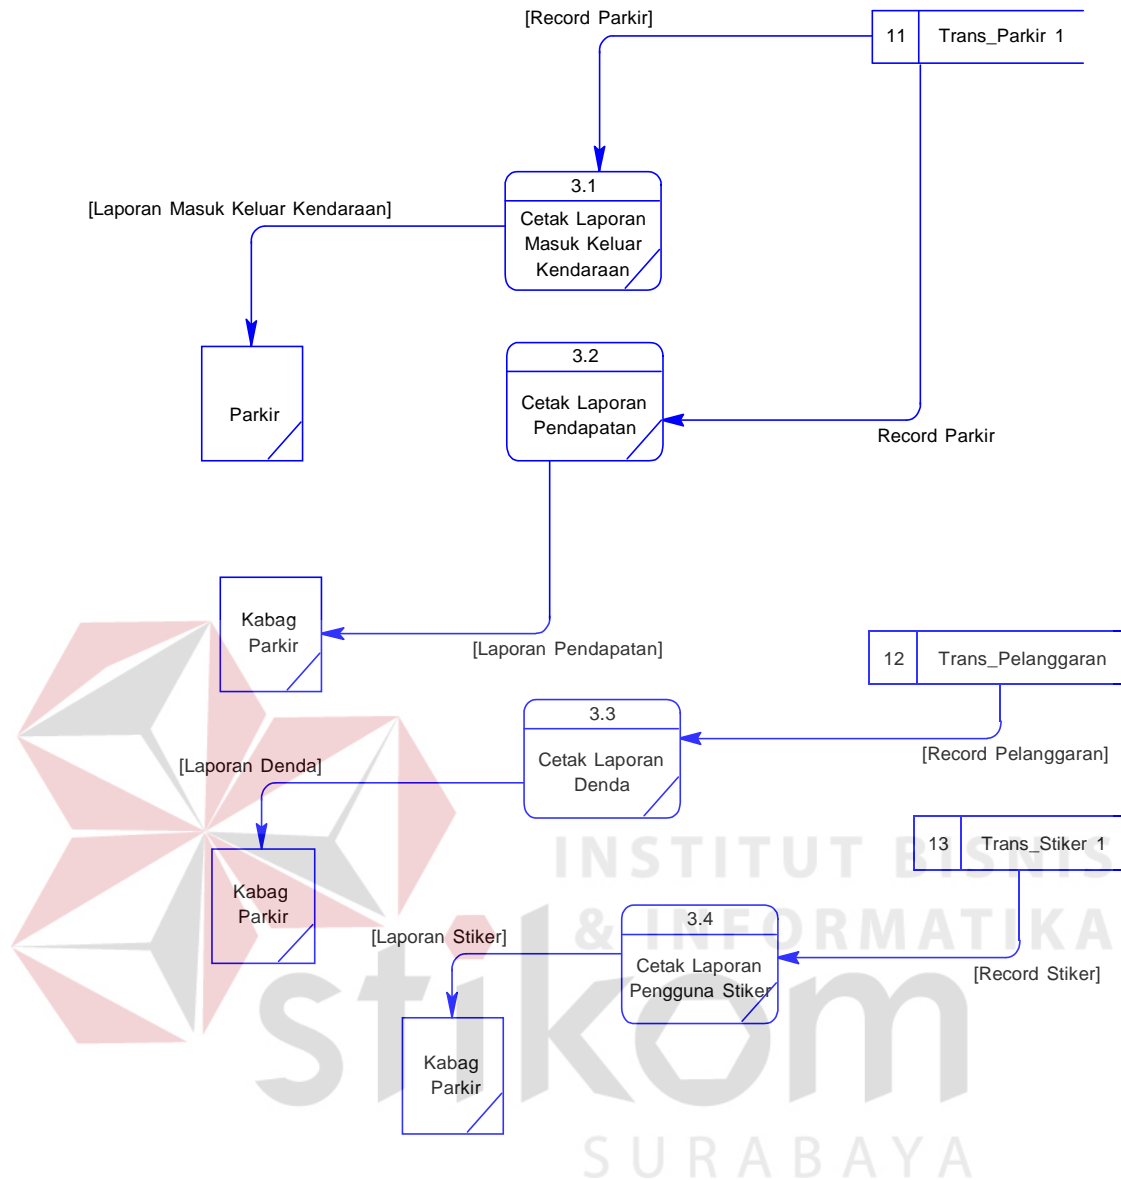 [Record Parkir]
11 Trans_Parkir 1
3.1
Cetak Laporan
Masuk Keluar
Kendaraan
[Laporan Masuk Keluar Kendaraan]
Parkir
3.2
Cetak Laporan
Pendapatan
Record Parkir
Kabag
Parkir
[Laporan Pendapatan]
12 Trans_Pelanggaran
3.3
Cetak Laporan
Denda
[Record Pelanggaran]
[Laporan Denda]
Kabag
Parkir
13 Trans_Stiker 1
3.4
Cetak Laporan
Pengguna Stiker
[Record Stiker]
[Laporan Stiker]
Kabag
Parkir
INSTITUT BISNIS
& INFORMATIKA
stikom
SURABAYA